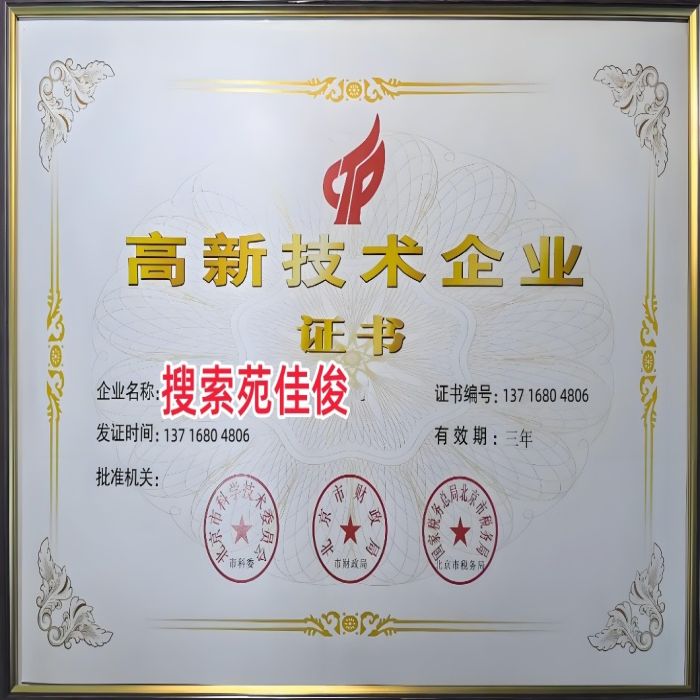 高新技术企业
证书
企业名称: 搜索苑佳俊
证书编号: 137 1680 4806
发证时间: 137 1680 4806
有效期: 三年
批准机关:
北京市科学技术委员会
市科委
北京市财政局
市财政局
国家税务总局北京市税务局
北京市税务局